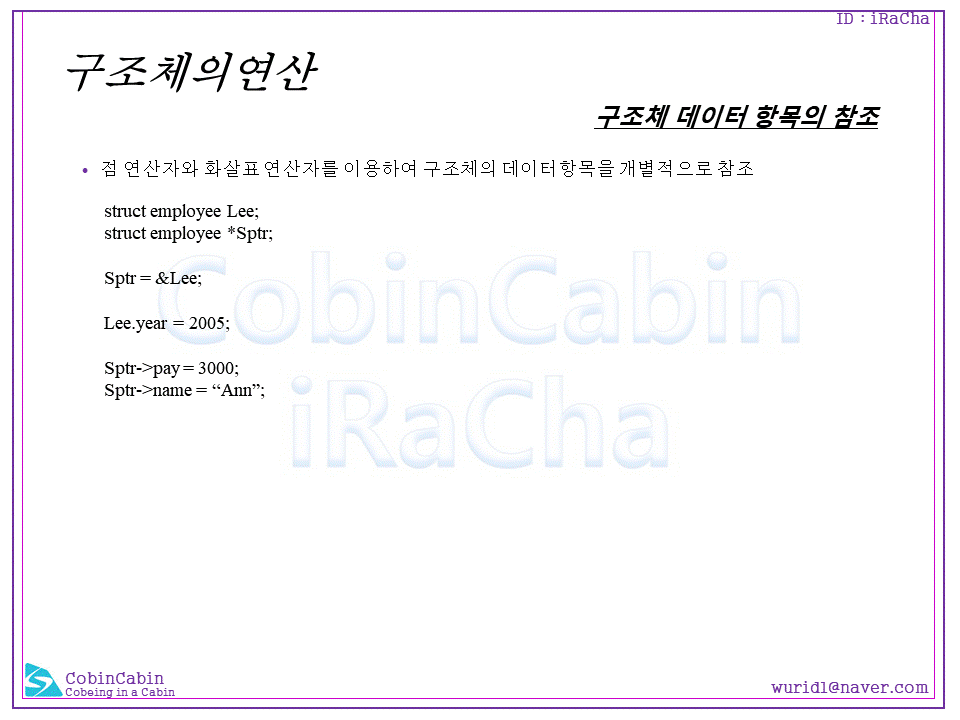 ID : iRaCha
구조체의연산
구조체 데이터 항목의 참조
• 점 연산자와 화살표 연산자를 이용하여 구조체의 데이터항목을 개별적으로 참조
struct employee Lee;
struct employee *Sptr;
Sptr = &Lee;
Lee.year = 2005;
Sptr->pay = 3000;
Sptr->name = “Ann”;
CobinCabin
iRaCha
CobinCabin
Cobeing in a Cabin
wurid1@naver.com